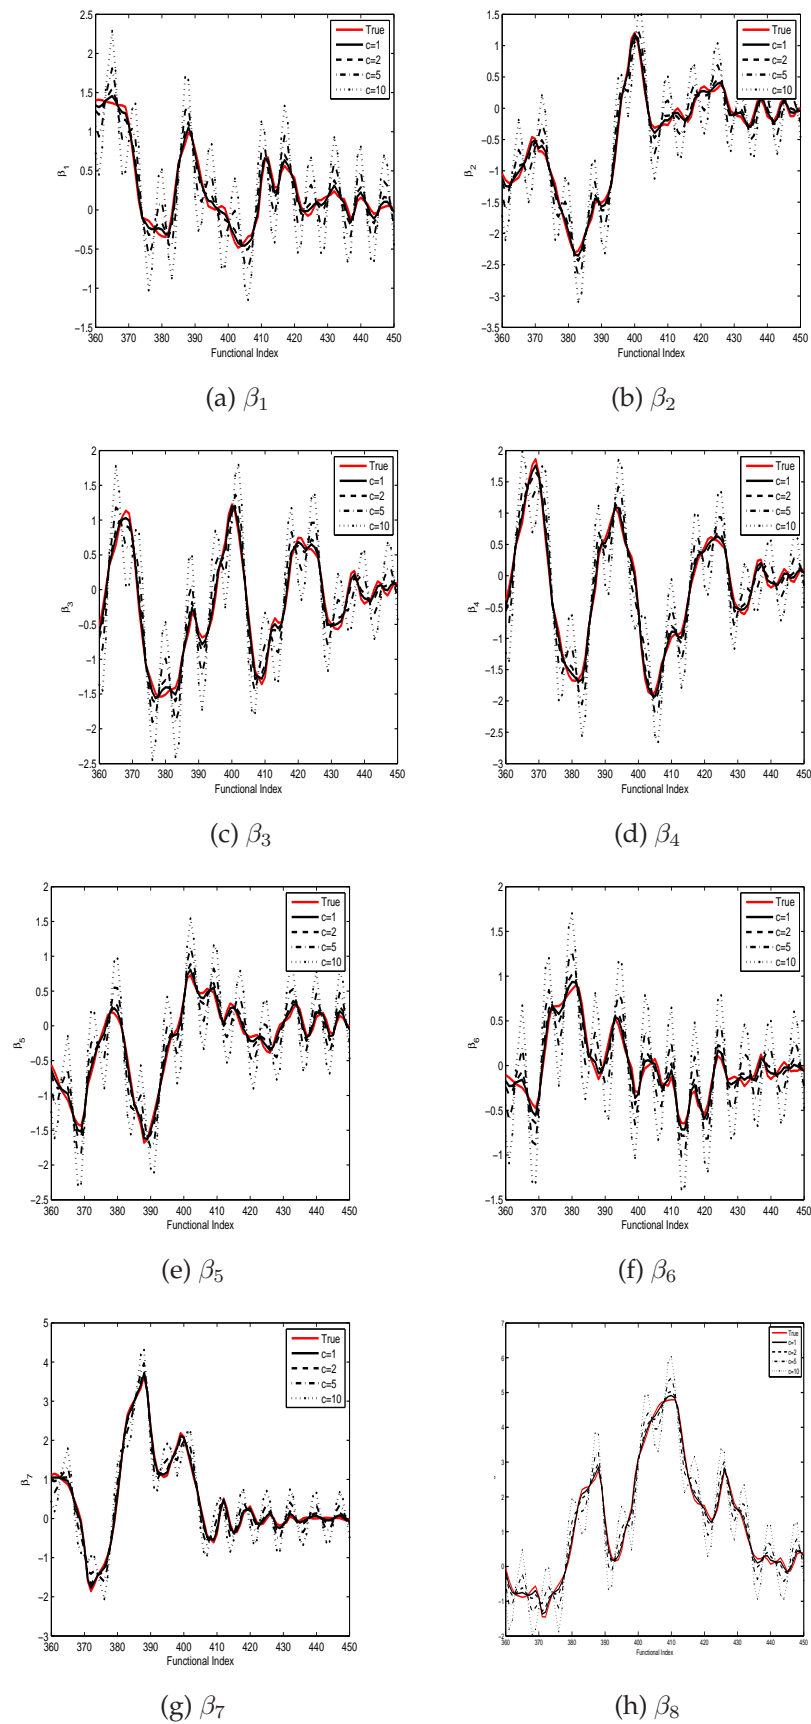 2.5
2
1.5
1
0.5
0
−0.5
−1
−1.5
β1
360 370 380 390 400 410 420 430 440 450
Functional Index
True
c=1
c=2
c=5
c=10
(a) β1
1.5
1
0.5
0
−0.5
−1
−1.5
−2
−2.5
−3
−3.5
β2
360 370 380 390 400 410 420 430 440 450
Functional Index
True
c=1
c=2
c=5
c=10
(b) β2
2
1.5
1
0.5
0
−0.5
−1
−1.5
−2
−2.5
β3
360 370 380 390 400 410 420 430 440 450
Functional Index
True
c=1
c=2
c=5
c=10
(c) β3
2
1.5
1
0.5
0
−0.5
−1
−1.5
−2
−2.5
−3
β4
360 370 380 390 400 410 420 430 440 450
Functional Index
True
c=1
c=2
c=5
c=10
(d) β4
2
1.5
1
0.5
0
−0.5
−1
−1.5
−2
−2.5
β5
360 370 380 390 400 410 420 430 440 450
Functional Index
True
c=1
c=2
c=5
c=10
(e) β5
2
1.5
1
0.5
0
−0.5
−1
−1.5
β6
360 370 380 390 400 410 420 430 440 450
Functional Index
True
c=1
c=2
c=5
c=10
(f) β6
5
4
3
2
1
0
−1
−2
−3
β7
360 370 380 390 400 410 420 430 440 450
Functional Index
True
c=1
c=2
c=5
c=10
(g) β7
7
6
5
4
3
2
1
0
−1
−2
360 370 380 390 400 410 420 430 440 450
Functional Index
True
c=1
c=2
c=5
c=10
(h) β8